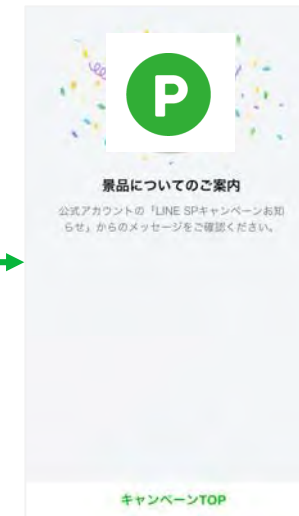 P
景品についてのご案内
公式アカウントの「LINE SPキャンペーンお知
らせ」からのメッセージをご確認ください。
キャンペーンTOP